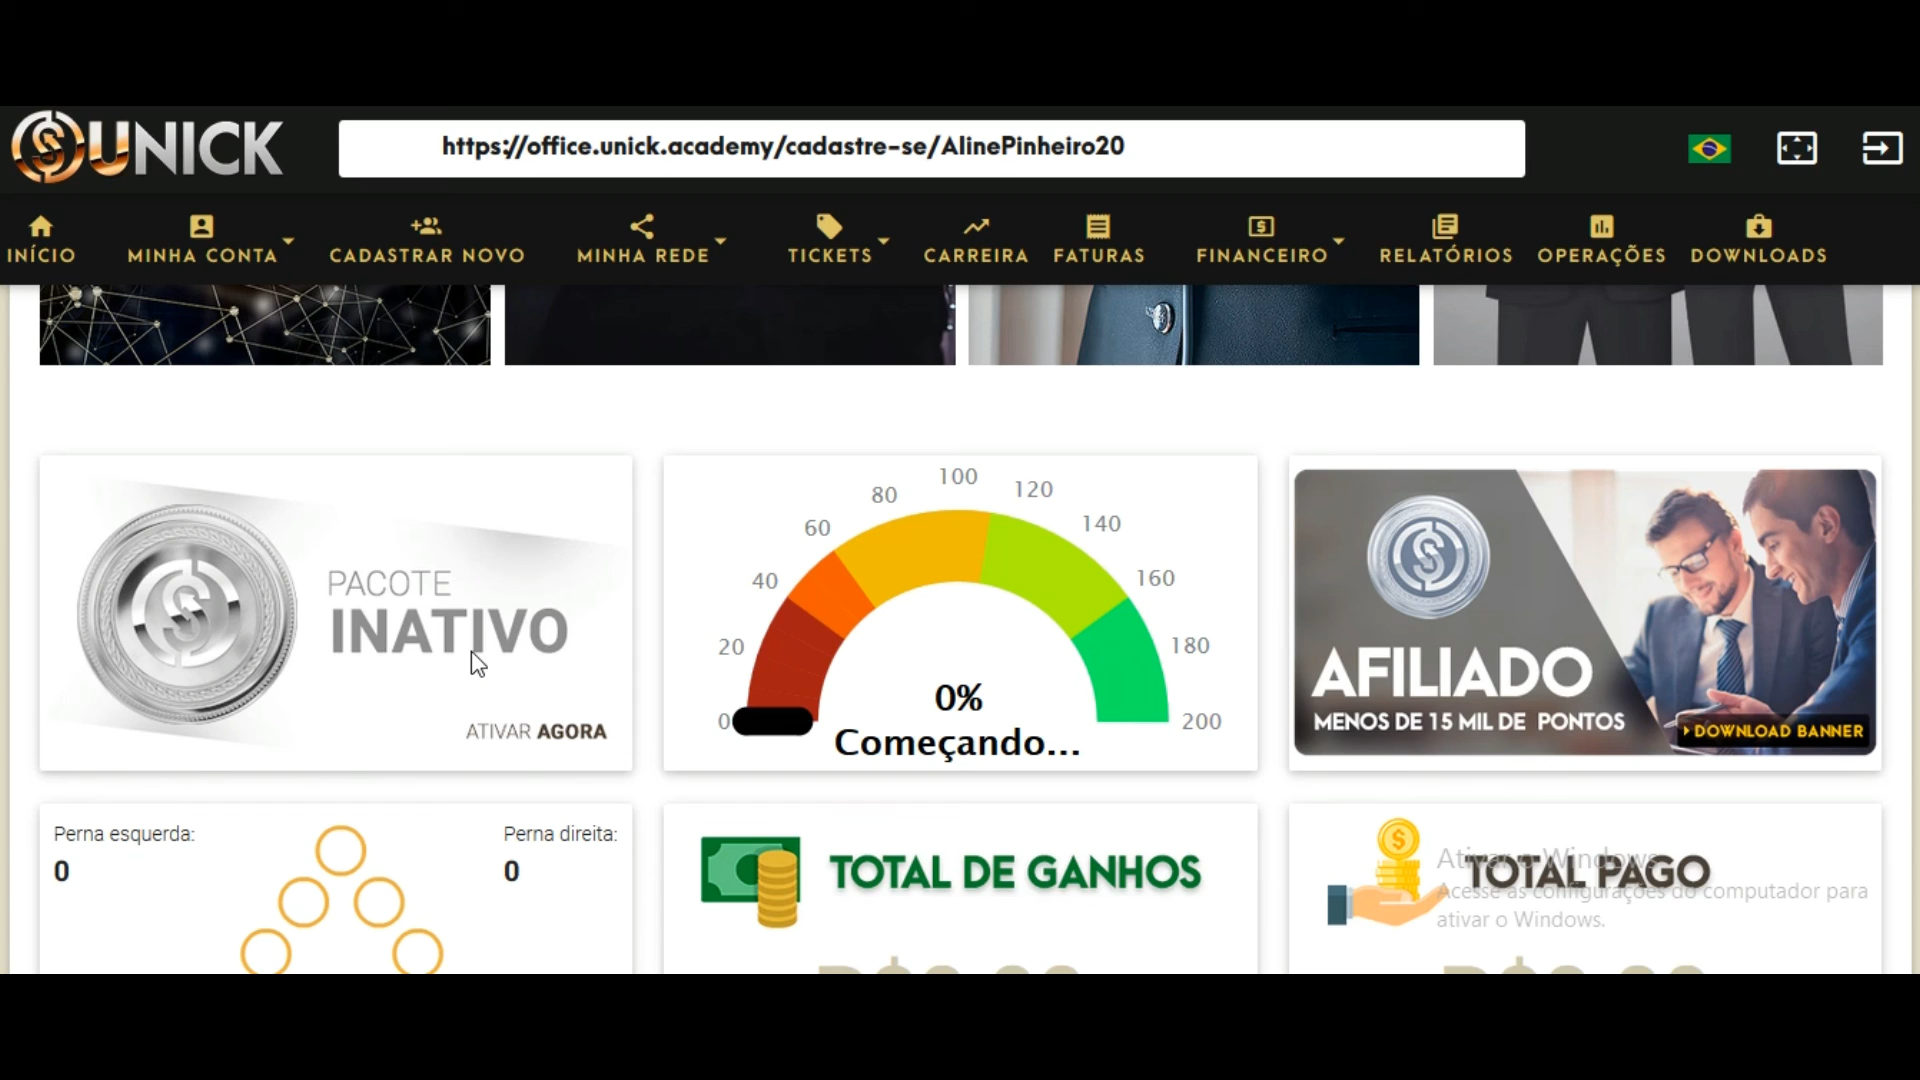 UNICK
https://office.unick.academy/cadastre-se/AlinePinheiro20
INÍCIO
MINHA CONTA
CADASTRAR NOVO
MINHA REDE
TICKETS
CARREIRA
FATURAS
FINANCEIRO
RELATÓRIOS
OPERAÇÕES
DOWNLOADS
PACOTE
INATIVO
ATIVAR AGORA
0
20
40
60
80
100
120
140
160
180
200
0%
Começando...
AFILIADO
MENOS DE 15 MIL DE PONTOS
DOWNLOAD BANNER
Perna esquerda:
0
Perna direita:
0
TOTAL DE GANHOS
TOTAL PAGO
Ativar o Windows
Acesse as configurações do computador para
ativar o Windows.